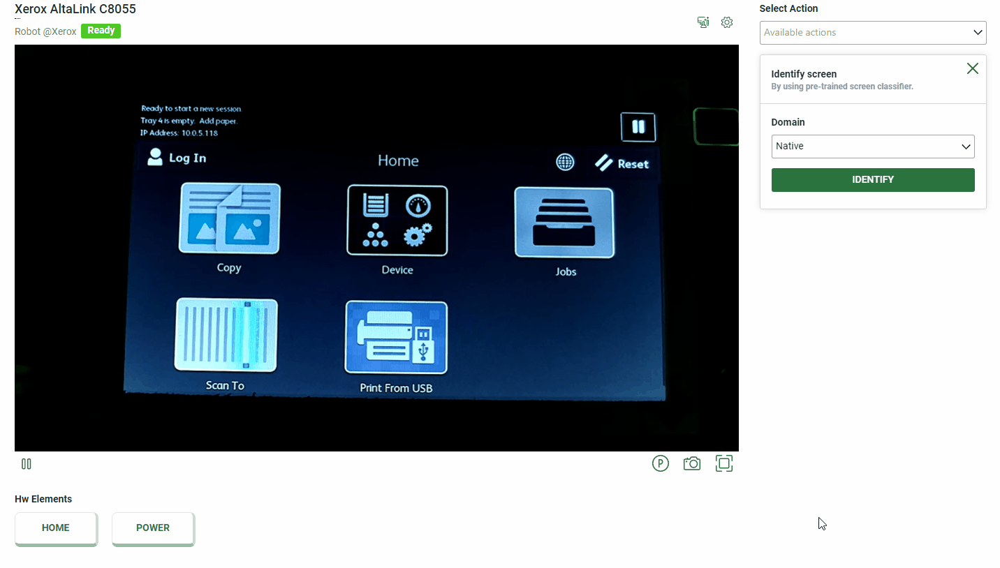 Xerox AltaLink C8055
Robot @Xerox Ready
Select Action
Available actions
Identify screen
By using pre-trained screen classifier.
Domain
Native
IDENTIFY
Ready to start a new session.
Tray 4 is empty. Add paper.
IP Address: 10.0.5.118
Log In
Home
Reset
Copy
Device
Jobs
Scan To
Print From USB
P
Hw Elements
HOME
POWER